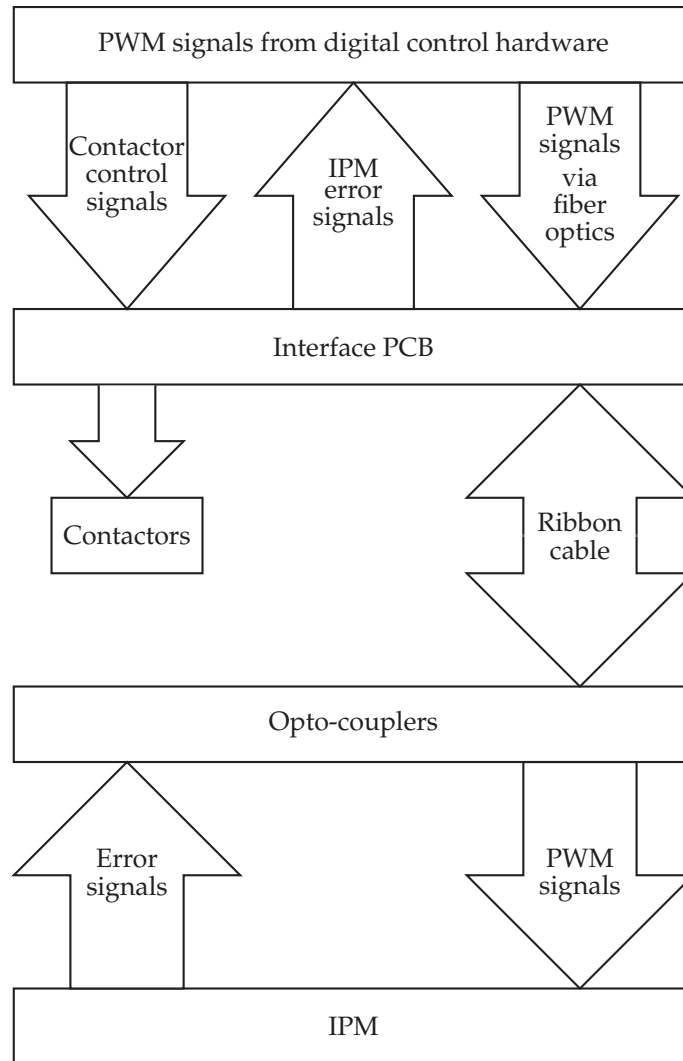 PWM signals from digital control hardware
Contactor
control
signals
IPM
error
signals
PWM
signals
via
fiber
optics
Interface PCB
Contactors
Ribbon
cable
Opto-couplers
Error
signals
PWM
signals
IPM